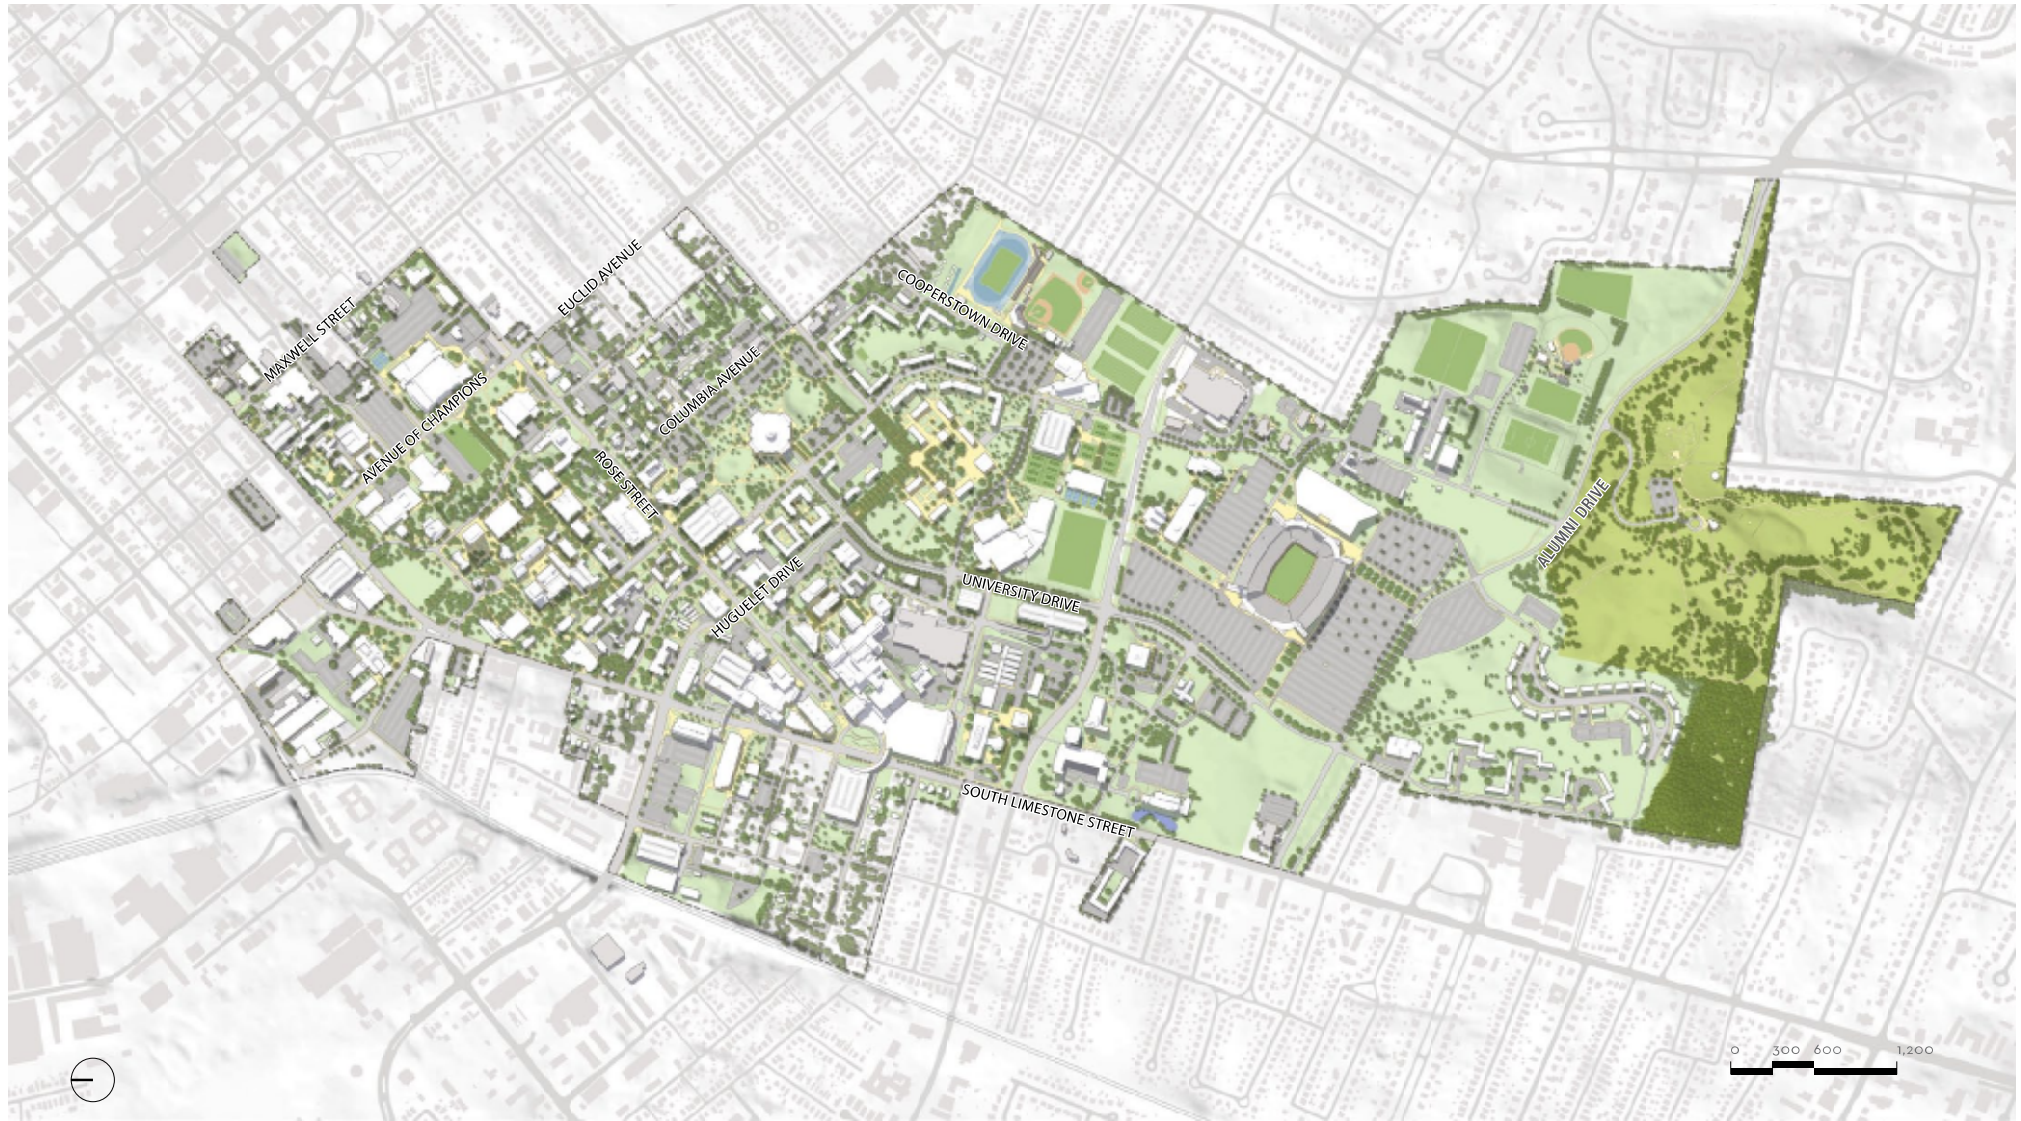 MAXWELL STREET
EUCLID AVENUE
AVENUE OF CHAMPIONS
COLUMBIA AVENUE
ROSE STREET
COOPERSTOWN DRIVE
HUGUELET DRIVE
UNIVERSITY DRIVE
ALUMNI DRIVE
SOUTH LIMESTONE STREET
0 300 600 1,200